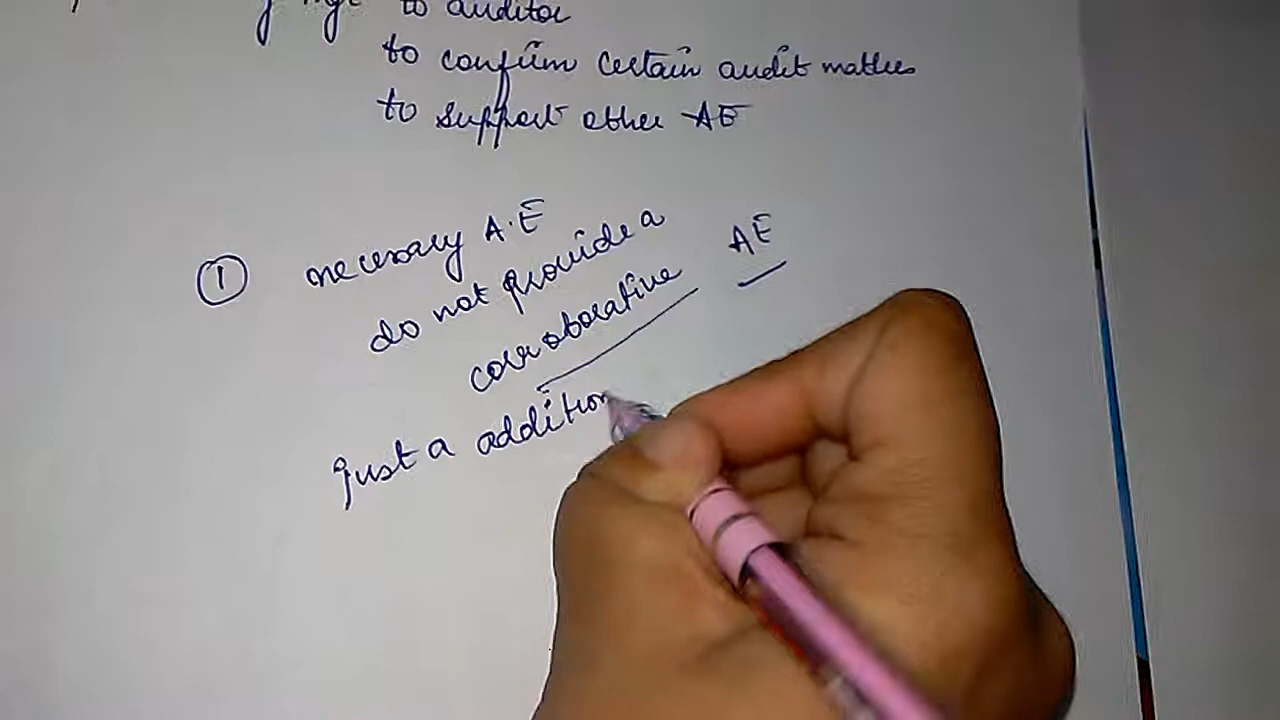 to auditor
to confirm certain audit matters
to support other AE
① necessary A.E
do not provide a
corroborative AE
just a addition